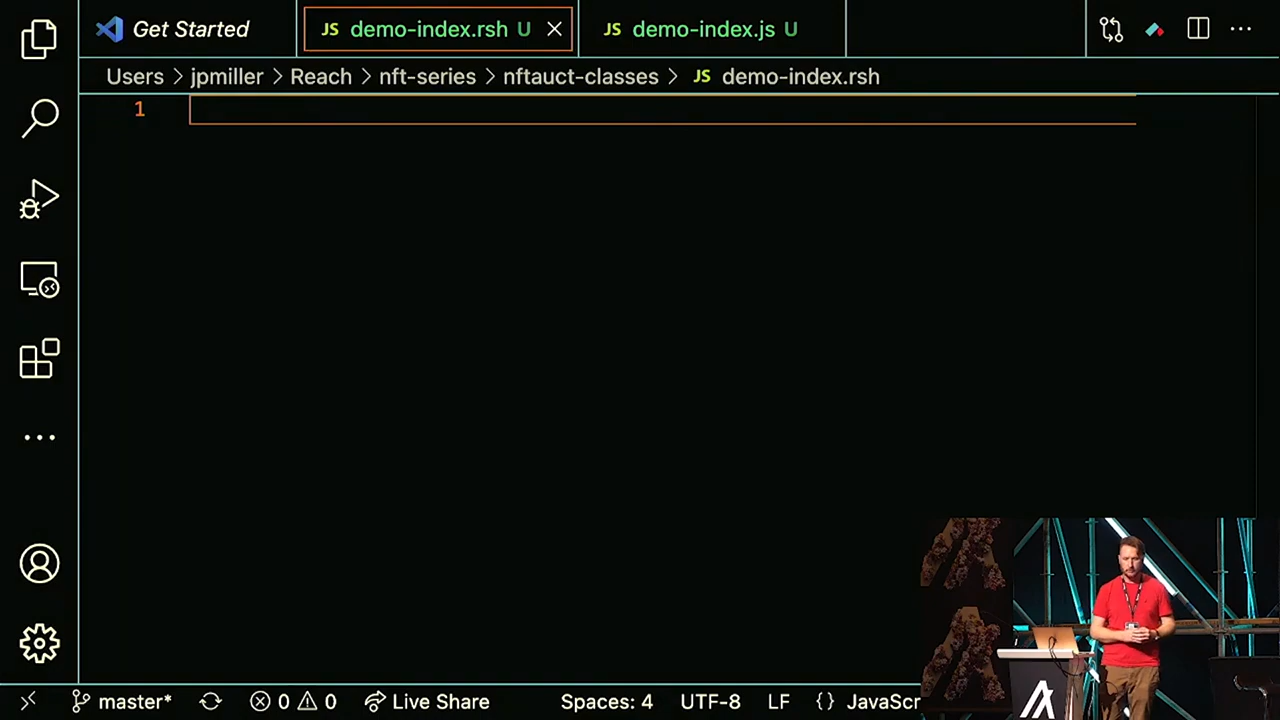 Get Started
JS demo-index.rsh U
JS demo-index.js U
Users > jpmiller > Reach > nft-series > nftauct-classes > JS demo-index.rsh
1
master*
0
0
Live Share
Spaces: 4
UTF-8
LF
{} JavaScr